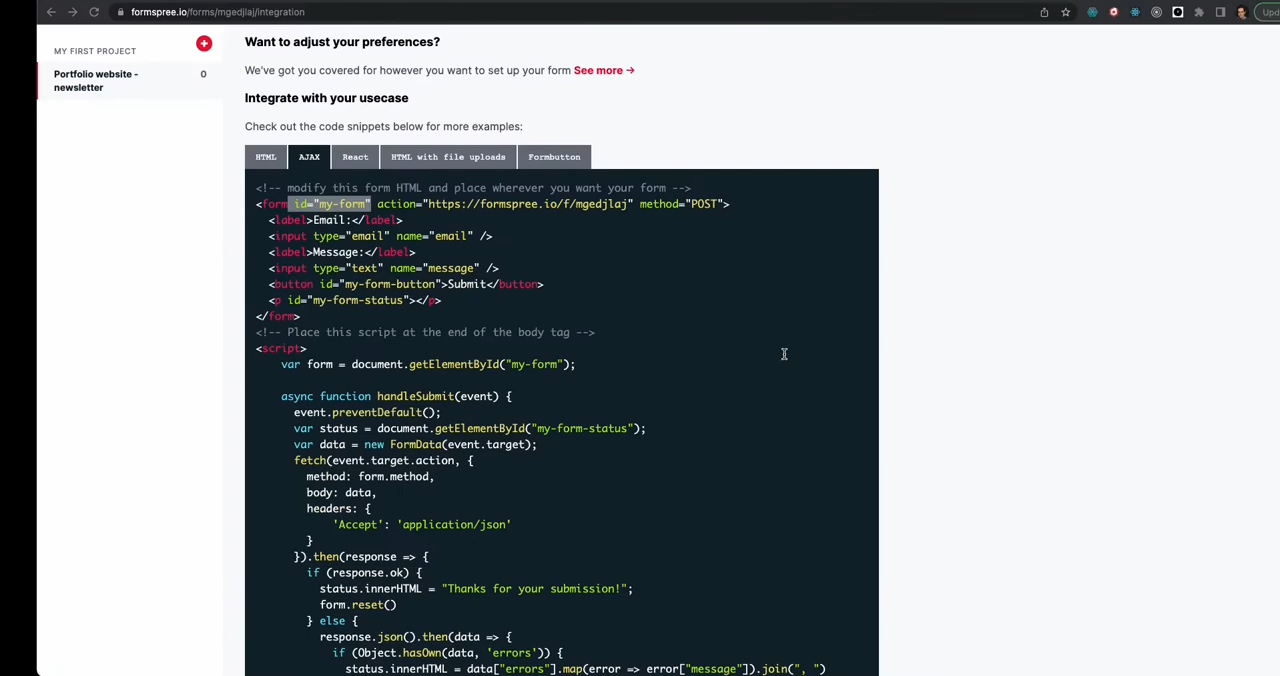 formspree.io/forms/mgedjlaj/integration
Upd
MY FIRST PROJECT
Portfolio website -
newsletter
0
Want to adjust your preferences?
We've got you covered for however you want to set up your form See more →
Integrate with your usecase
Check out the code snippets below for more examples:
HTML AJAX React HTML with file uploads Formbutton
<!-- modify this form HTML and place wherever you want your form -->
<form id="my-form" action="https://formspree.io/f/mgedjlaj" method="POST">
<label>Email:</label>
<input type="email" name="email" />
<label>Message:</label>
<input type="text" name="message" />
<button id="my-form-button">Submit</button>
<p id="my-form-status"></p>
</form>
<!-- Place this script at the end of the body tag -->
<script>
var form = document.getElementById("my-form");
async function handleSubmit(event) {
event.preventDefault();
var status = document.getElementById("my-form-status");
var data = new FormData(event.target);
fetch(event.target.action, {
method: form.method,
body: data,
headers: {
'Accept': 'application/json'
}
}).then(response => {
if (response.ok) {
status.innerHTML = "Thanks for your submission!";
form.reset()
} else {
response.json().then(data => {
if (Object.hasOwn(data, 'errors')) {
status.innerHTML = data["errors"].map(error => error["message"]).join(", ")